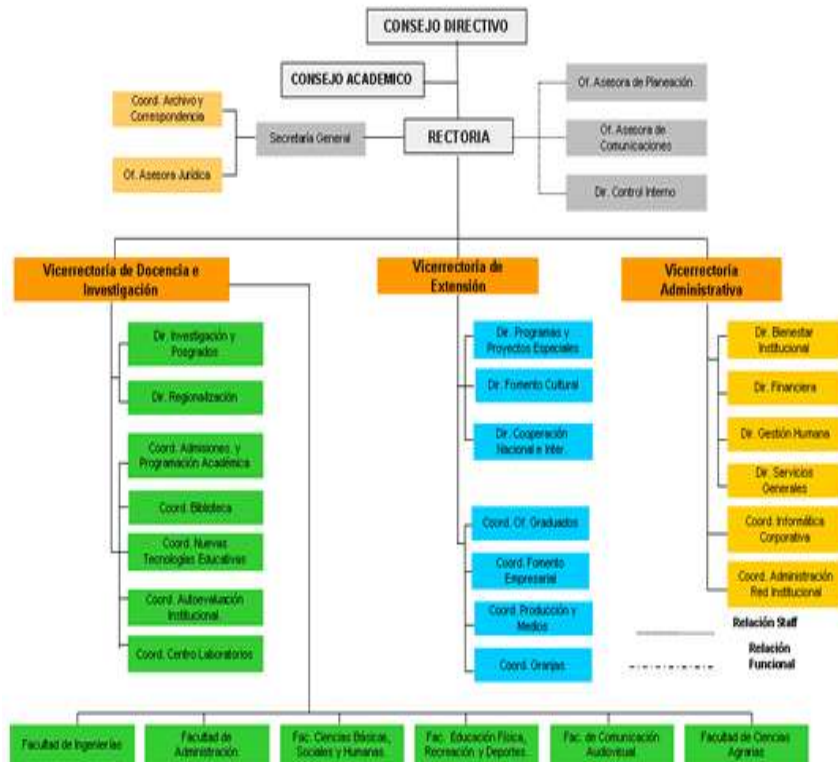 CONSEJO DIRECTIVO
CONSEJO ACADEMICO
Of. Asesora de Planeación
Coord. Archivo y
Correspondencia
Secretaría General
RECTORIA
Of. Asesora de
Comunicaciones
Of. Asesora Jurídica
Dir. Control Interno
Vicerrectoría de Docencia e
Investigación
Vicerrectoría de
Extensión
Vicerrectoría
Administrativa
Dir. Investigación y
Posgrados
Dir. Regionalización
Coord. Admisiones. y
Programación Académica
Coord. Biblioteca
Coord. Nuevas
Tecnologías Educativas
Coord. Autoevaluación
Institucional
Coord. Centro Laboratorios
Dir. Programas y
Proyectos Especiales
Dir. Fomento Cultural
Dir. Cooperación
Nacional e Inter.
Coord. Of. Graduados
Coord. Fomento
Empresarial
Coord. Producción y
Medios
Coord. Granjas
Dir. Bienestar
Institucional
Dir. Financiera
Dir. Gestión Humana
Dir. Servicios
Generales
Coord. Informática
Corporativa
Coord. Administración
Red Institucional
Relación Staff
Relación
Funcional
Facultad de Ingenierías
Facultad de
Administración
Fac. Ciencias Básicas,
Sociales y Humanas.
Fac. Educación Física,
Recreación y Deportes.
Fac. de Comunicación
Audiovisual
Facultad de Ciencias
Agrarias